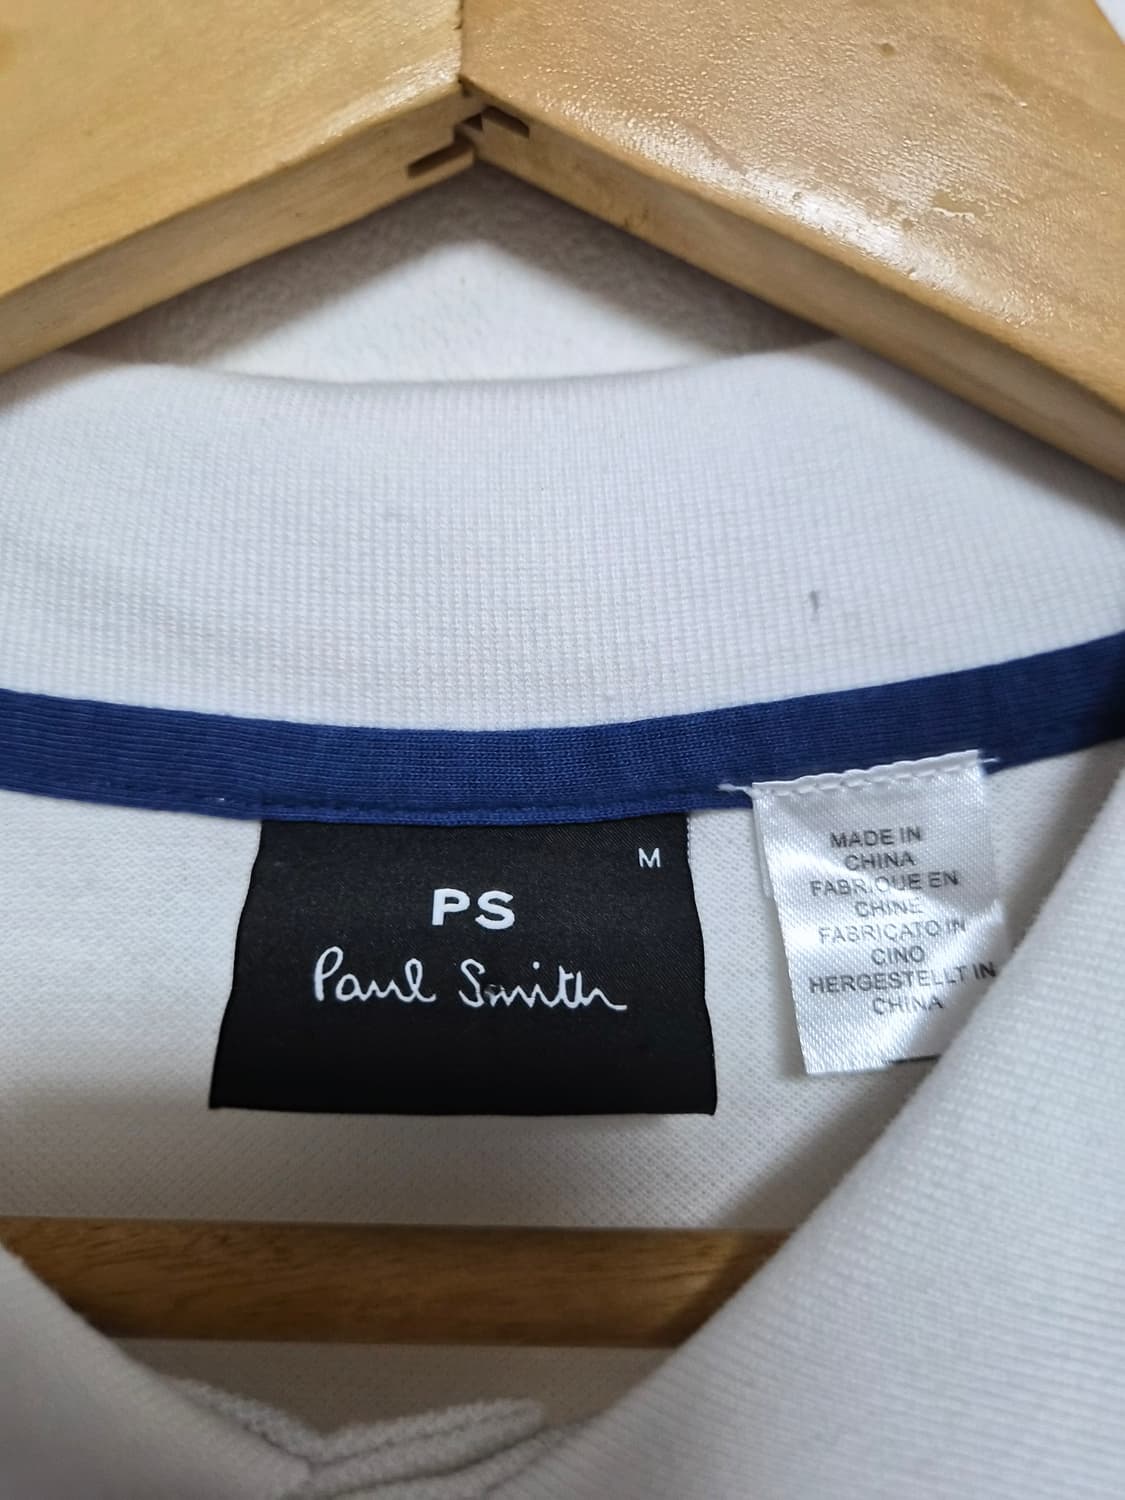 M
PS
Paul Smith
MADE IN
CHINA
FABRIQUE EN
CHINE
FABRICATO IN
CINO
HERGESTELLT IN
CHINA